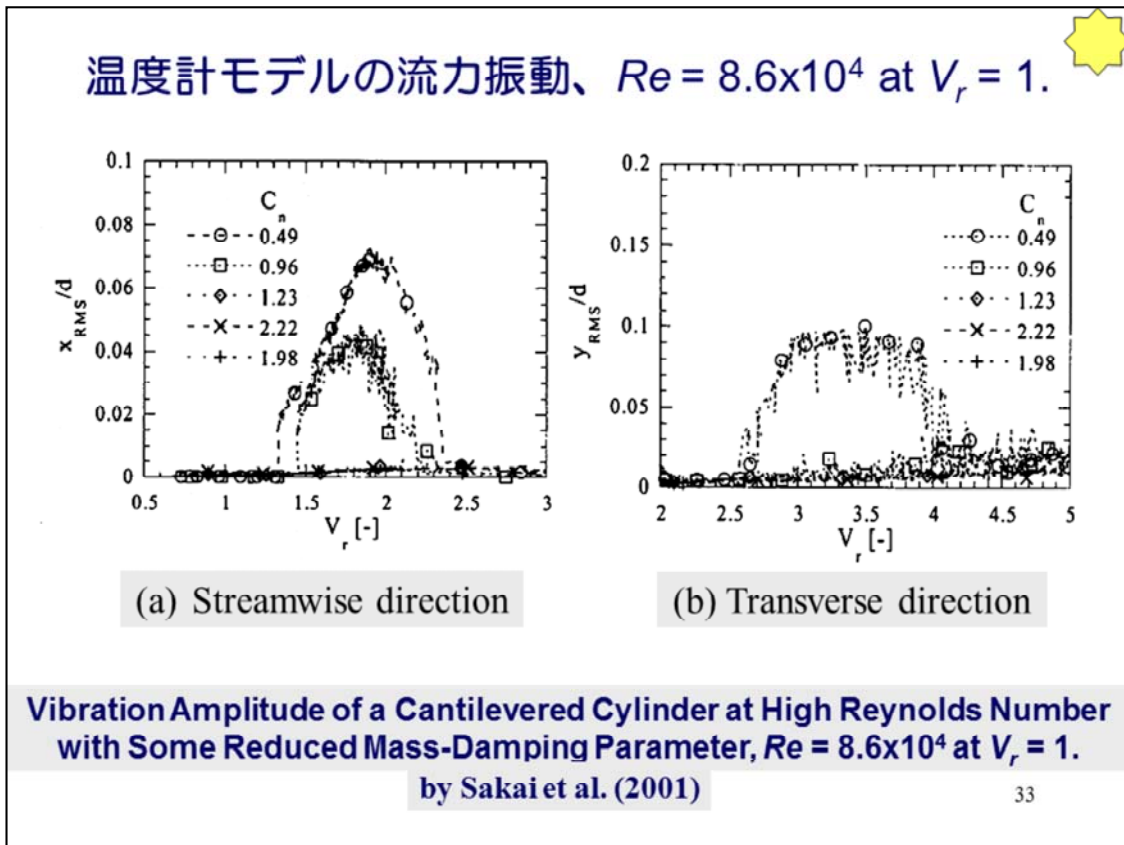 温度計モデルの流力振動、Re = 8.6x10⁴ at Vr = 1.
0.1
0.08
0.06
0.04
0.02
0
xRMS/d
Cn
0.49
0.96
1.23
2.22
1.98
0.5
1
1.5
2
2.5
3
Vr [-]
(a) Streamwise direction
0.2
0.15
0.1
0.05
0
yRMS/d
Cn
0.49
0.96
1.23
2.22
1.98
2
2.5
3
3.5
4
4.5
5
Vr [-]
(b) Transverse direction
Vibration Amplitude of a Cantilevered Cylinder at High Reynolds Number
with Some Reduced Mass-Damping Parameter, Re = 8.6x10⁴ at Vr = 1.
by Sakai et al. (2001)
33